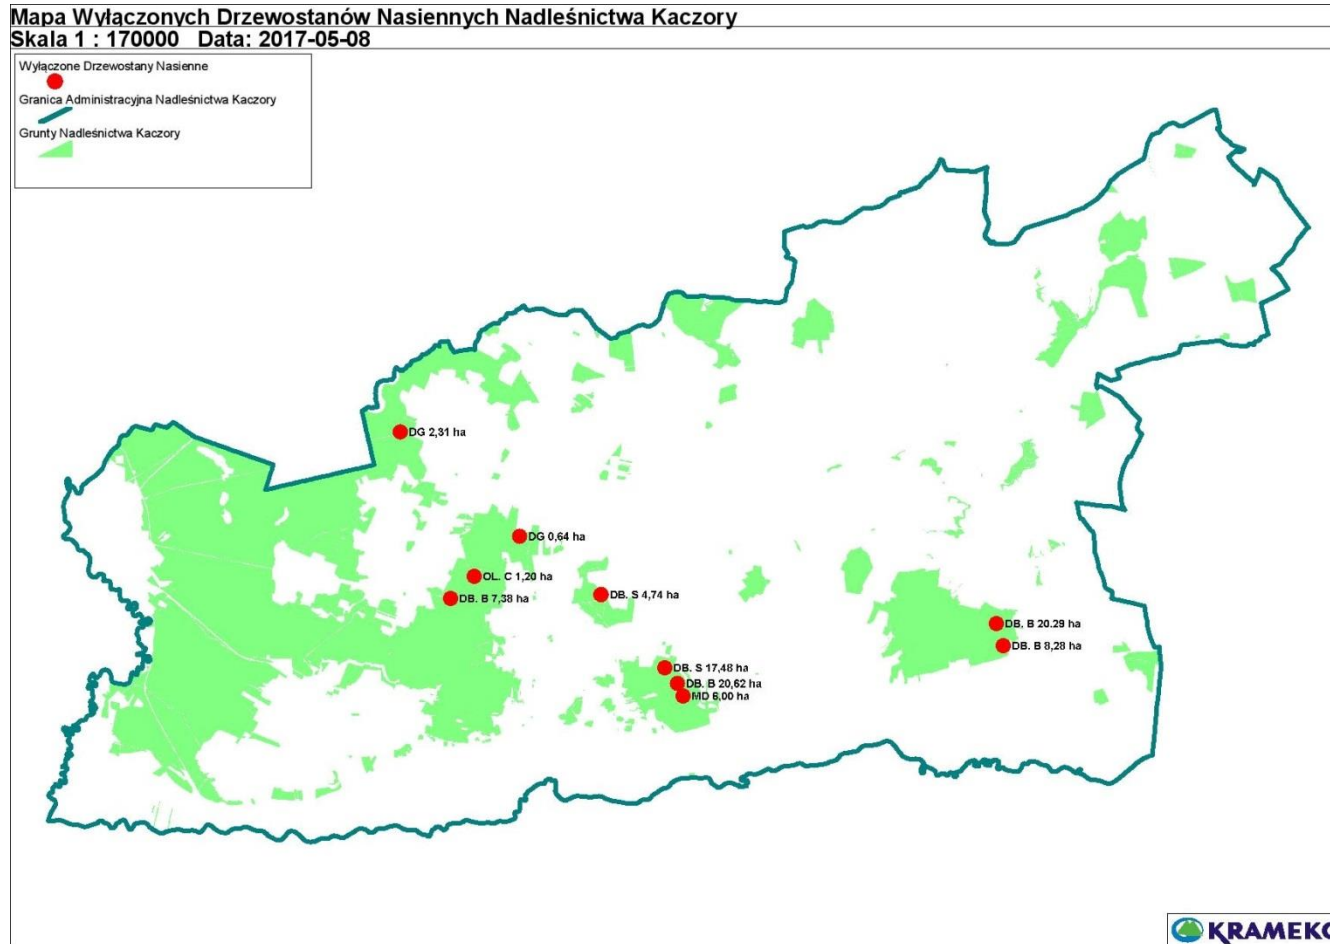 Mapa Wyłączonych Drzewostanów Nasiennych Nadleśnictwa Kaczory
Skala 1 : 170000 Data: 2017-05-08
Wyłączone Drzewostany Nasienne
Granica Administracyjna Nadleśnictwa Kaczory
Grunty Nadleśnictwa Kaczory
DG 2,31 ha
DG 0,64 ha
OL. C 1,20 ha
DB. B 7,38 ha
DB. S 4,74 ha
DB. B 20.29 ha
DB. B 8,28 ha
DB. S 17,48 ha
DB. B 20,62 ha
MD 6,00 ha
KRAMEKO